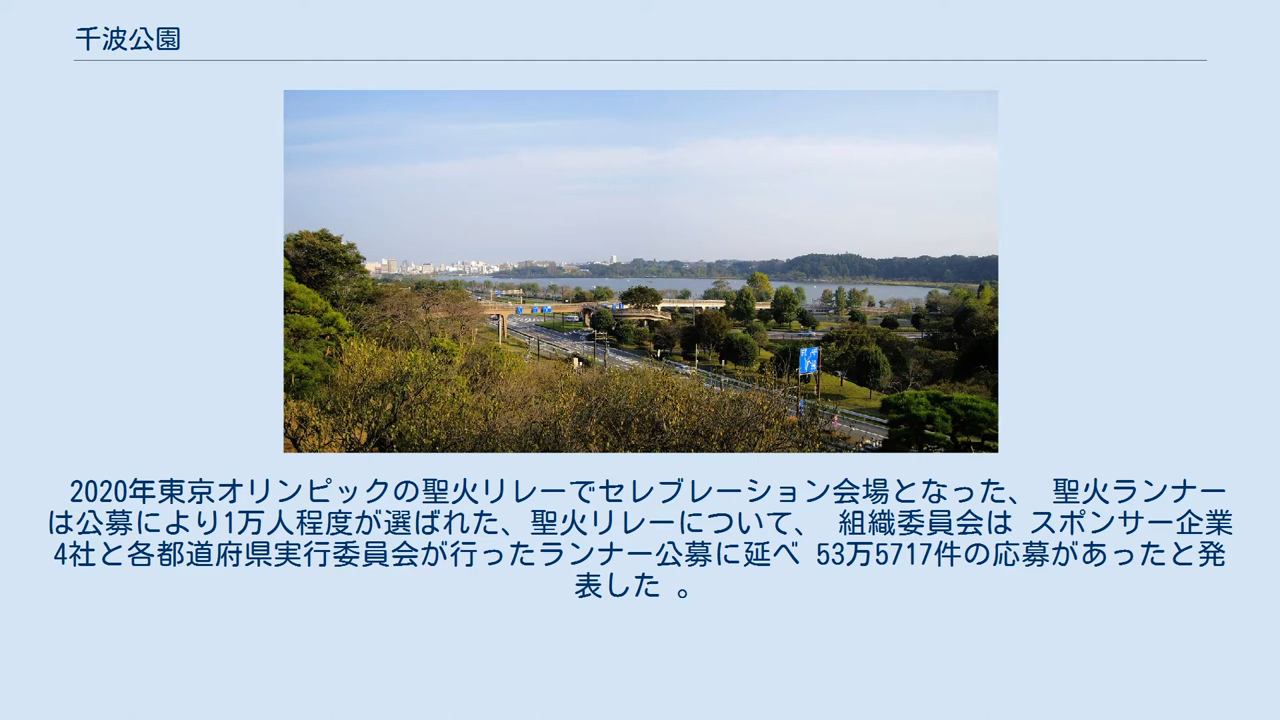 千波公園
2020年東京オリンピックの聖火リレーでセレブレーション会場となった、 聖火ランナー
は公募により1万人程度が選ばれた、聖火リレーについて、 組織委員会は スポンサー企業
4社と各都道府県実行委員会が行ったランナー公募に延べ 53万5717件の応募があったと発
表した 。